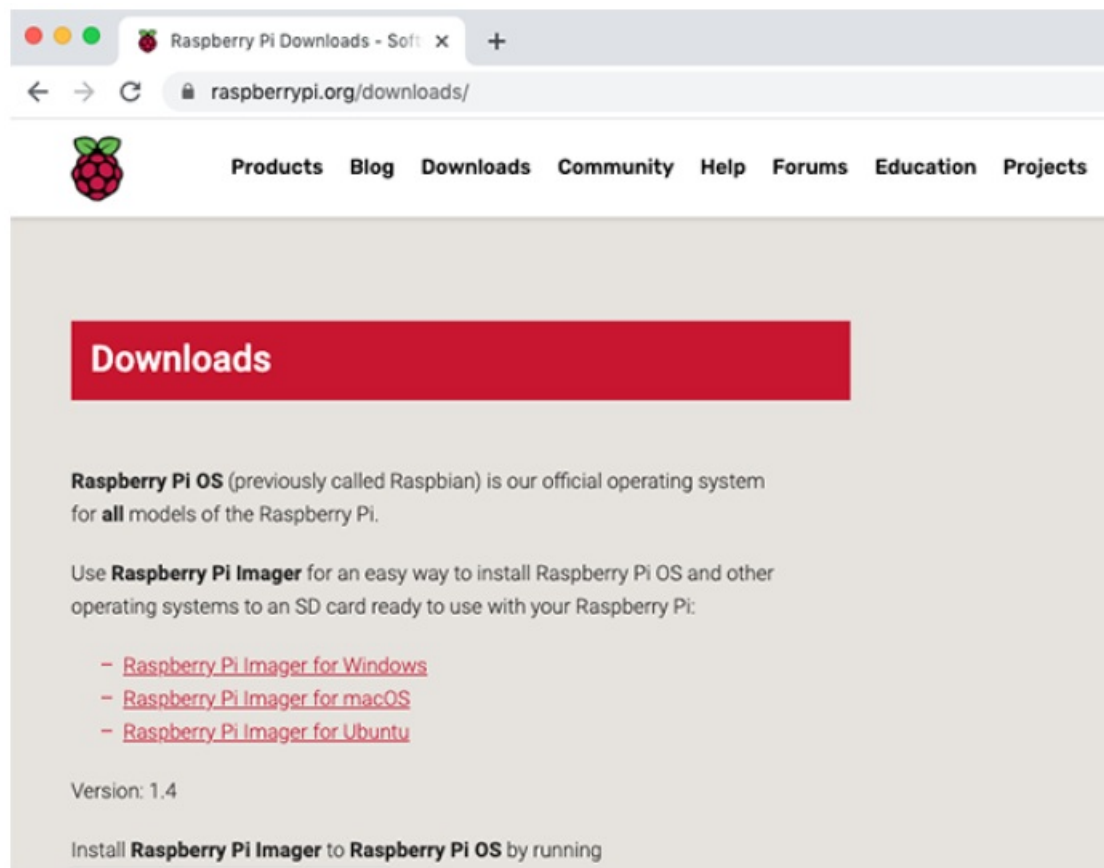 Raspberry Pi Downloads - Soft
raspberrypi.org/downloads/
Products Blog Downloads Community Help Forums Education Projects
Downloads
Raspberry Pi OS (previously called Raspbian) is our official operating system
for all models of the Raspberry Pi.
Use Raspberry Pi Imager for an easy way to install Raspberry Pi OS and other
operating systems to an SD card ready to use with your Raspberry Pi:
– Raspberry Pi Imager for Windows
– Raspberry Pi Imager for macOS
– Raspberry Pi Imager for Ubuntu
Version: 1.4
Install Raspberry Pi Imager to Raspberry Pi OS by running